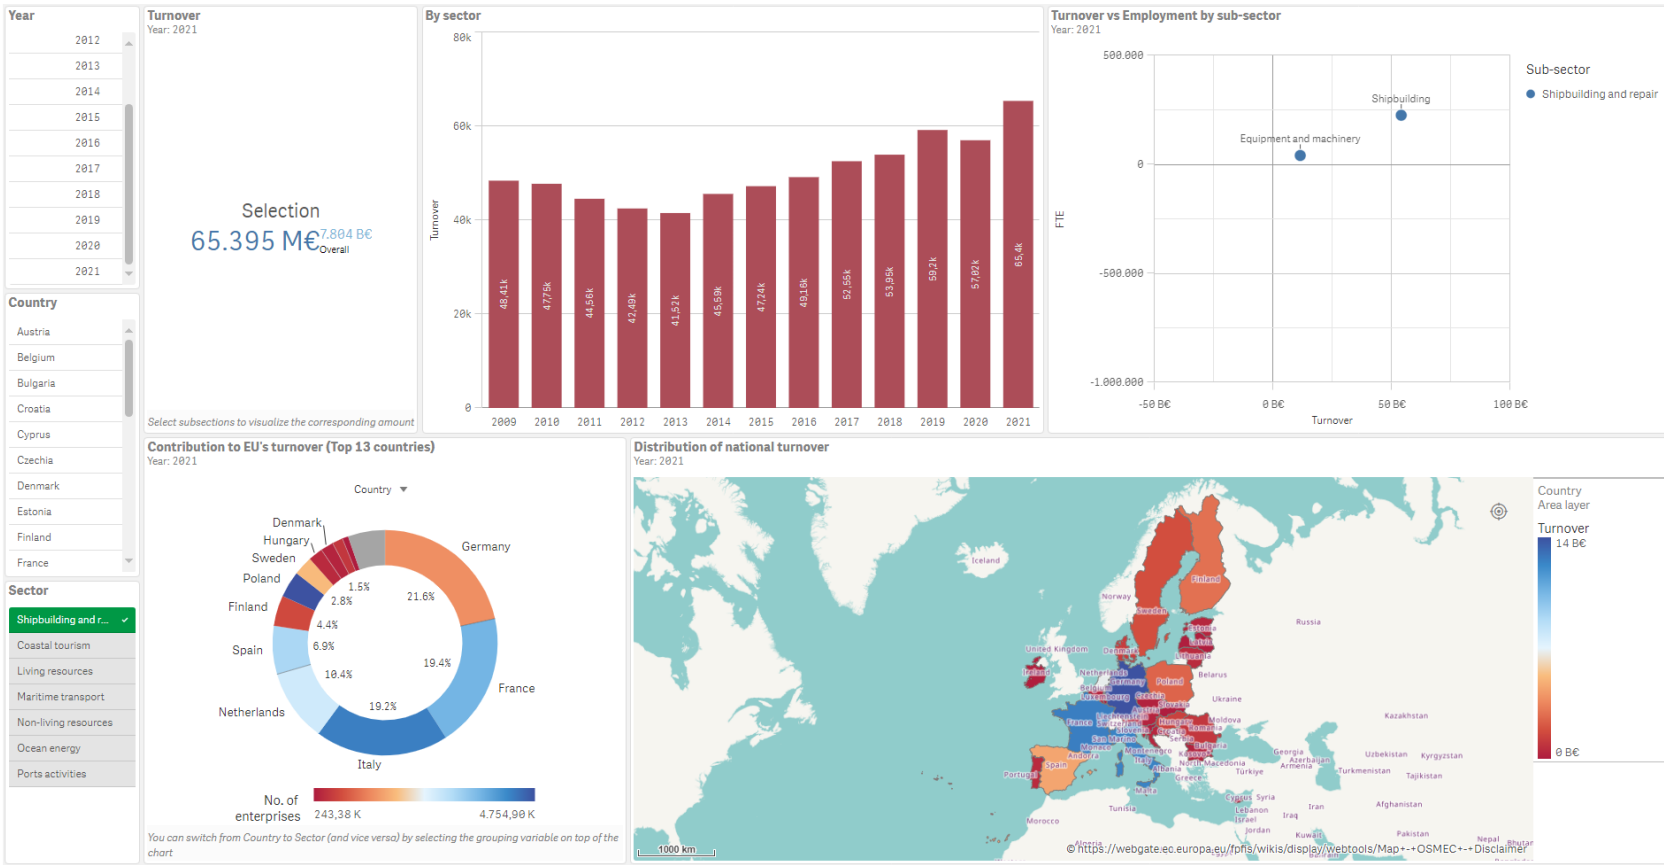 Year
2012
2013
2014
2015
2016
2017
2018
2019
2020
2021
Country
Austria
Belgium
Bulgaria
Croatia
Cyprus
Czechia
Denmark
Estonia
Finland
France
Sector
Shipbuilding and r...
Coastal tourism
Living resources
Maritime transport
Non-living resources
Ocean energy
Ports activities
Turnover
Year: 2021
Selection
65.395 M€
7.804 B€
Overall
Select subsections to visualize the corresponding amount
By sector
Turnover
80k
60k
40k
20k
0
48,41k
47,75k
44,56k
42,49k
41,52k
45,59k
47,24k
49,16k
52,55k
53,95k
59,2k
57,02k
65,4k
2009
2010
2011
2012
2013
2014
2015
2016
2017
2018
2019
2020
2021
Turnover vs Employment by sub-sector
Year: 2021
500.000
0
-500.000
-1.000.000
FTE
Shipbuilding
Equipment and machinery
-50 B€
0 B€
50 B€
100 B€
Turnover
Sub-sector
Shipbuilding and repair
Contribution to EU's turnover (Top 13 countries)
Year: 2021
Country
Denmark
Hungary
Sweden
Poland
Finland
Spain
Netherlands
Italy
France
Germany
21.6%
19.4%
19.2%
10.4%
6.9%
4.4%
2.8%
1.5%
No. of
enterprises
243,38 K
4.754,90 K
You can switch from Country to Sector (and vice versa) by selecting the grouping variable on top of the
chart
Distribution of national turnover
Year: 2021
Iceland
Norway
Finland
Sweden
Russia
Estonia
Latvia
Lithuania
United Kingdom
Denmark
Ireland
Netherlands
Germany
Poland
Belarus
Belgium
Luxembourg
Czechia
Ukraine
Slovakia
Austria
France
Liechtenstein
Switzerland
Hungary
Moldova
Kazakhstan
Slovenia
Croatia
Romania
San Marino
Serbia
Monaco
Bulgaria
Andorra
Montenegro
Kosovo
Georgia
Uzbekistan
Kyrgyzstan
Spain
Italy
North Macedonia
Armenia
Azerbaijan
Portugal
Albania
Greece
Türkiye
Turkmenistan
Tajikistan
Malta
Cyprus
Syria
Tunisia
Lebanon
Iran
Afghanistan
Morocco
Israel
Iraq
Jordan
Kuwait
Pakistan
Nepal
Bhutan
Algeria
Egypt
Bahrain
1000 km
© https://webgate.ec.europa.eu/fpfis/wikis/display/webtools/Map+-+OSMEC+-+Disclaimer
Country
Area layer
Turnover
14 B€
0 B€